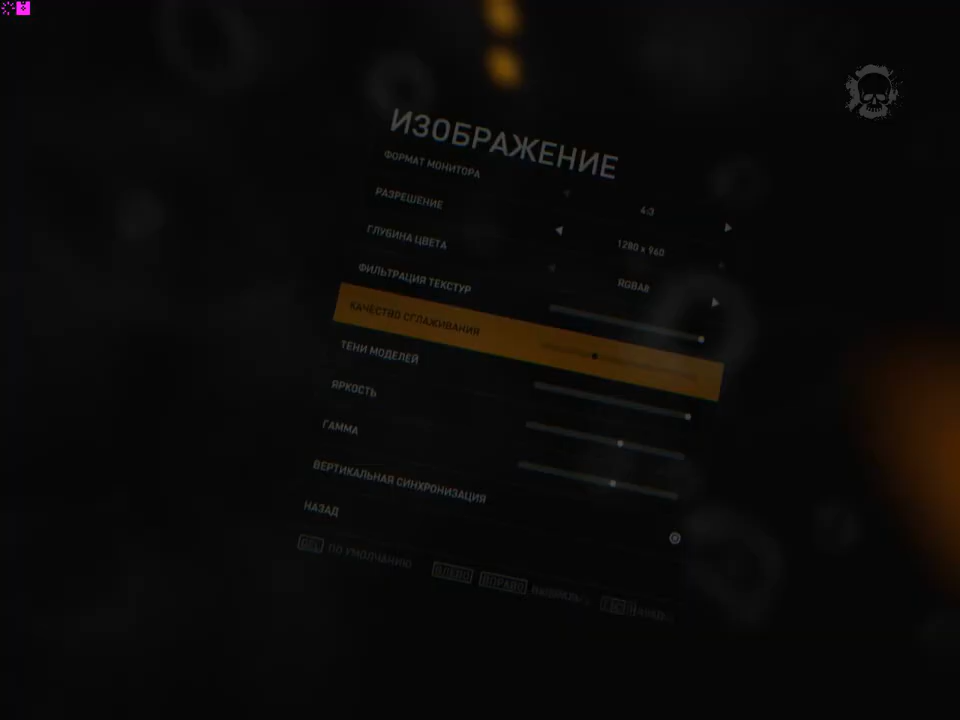 ИЗОБРАЖЕНИЕ
ФОРМАТ МОНИТОРА 4:3
РАЗРЕШЕНИЕ 1280 x 960
ГЛУБИНА ЦВЕТА RGBA8
ФИЛЬТРАЦИЯ ТЕКСТУР
КАЧЕСТВО СГЛАЖИВАНИЯ
ТЕНИ МОДЕЛЕЙ
ЯРКОСТЬ
ГАММА
ВЕРТИКАЛЬНАЯ СИНХРОНИЗАЦИЯ
НАЗАД
DEL ПО УМОЛЧАНИЮ ВЛЕВО ВПРАВО